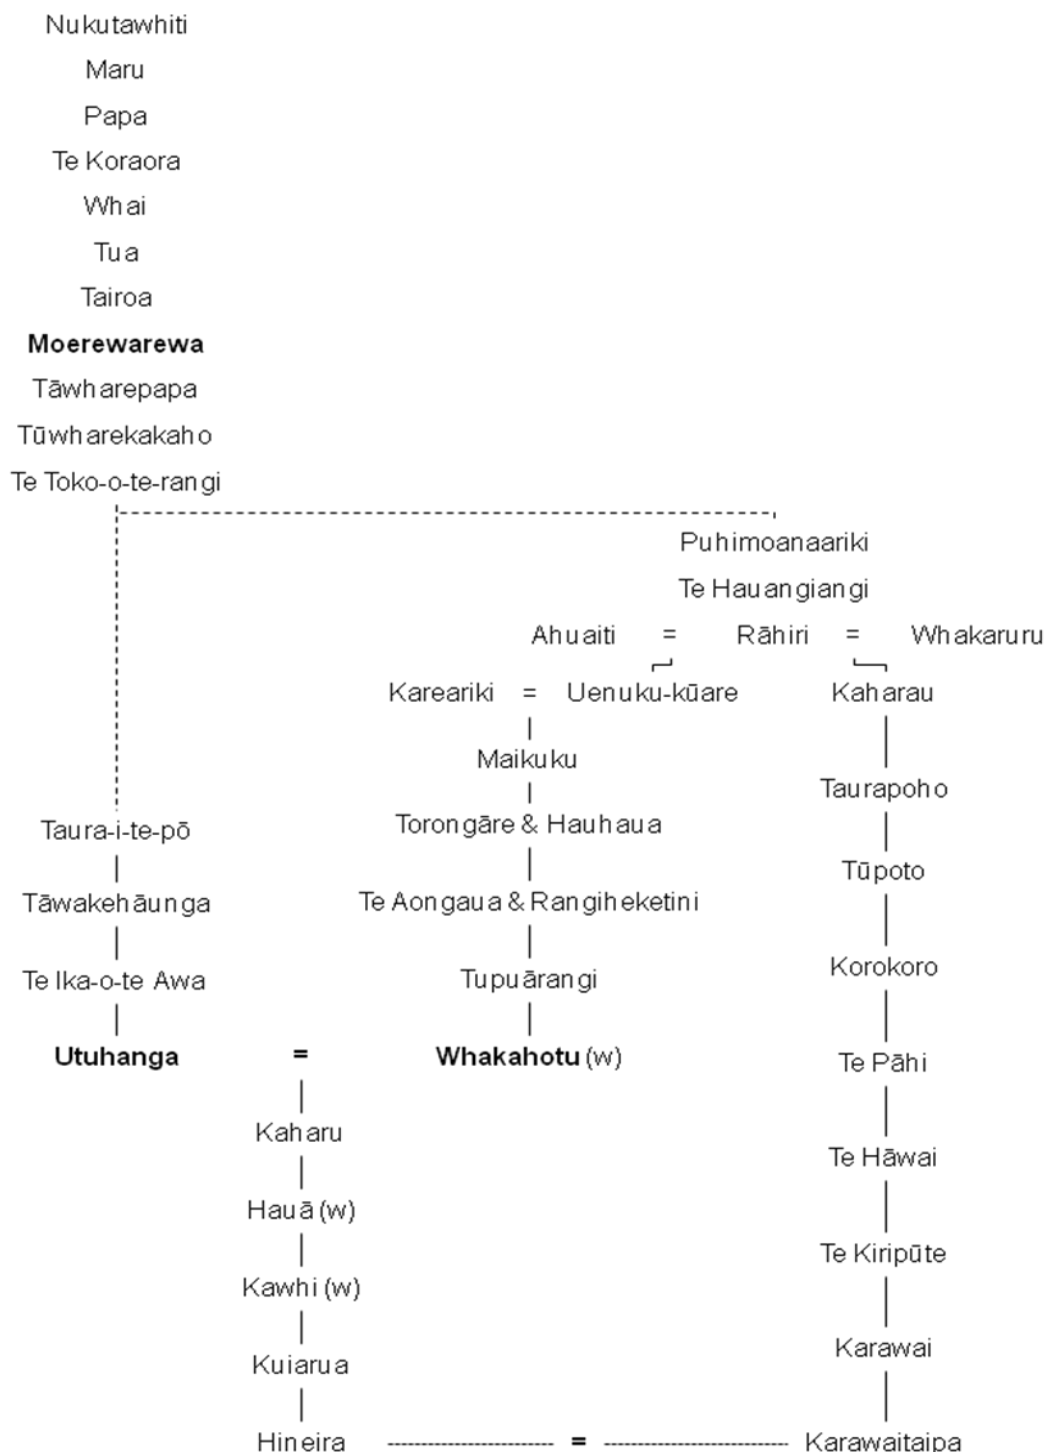 Nukutawhiti
Maru
Papa
Te Koraora
Whai
Tua
Tairoa
Moerewarewa
Tāwharepapa
Tūwharekakaho
Te Toko-o-te-rangi
Puhimoanaariki
Te Hauangiangi
Ahuaiti = Rāhiri = Whakaruru
Kareariki = Uenuku-kūare Kaharau
Maikuku
Taurapoho
Taura-i-te-pō Torongāre & Hauhaua
Tūpoto
Tāwakehāunga Te Aongaua & Rangiheketini
Korokoro
Te Ika-o-te Awa Tupuārangi
Utuhanga = Whakahotu (w) Te Pāhi
Kaharu
Te Hāwai
Hauā (w)
Te Kiripūte
Kawhi (w)
Karawai
Kuiarua
Hineira = Karawaitaipa